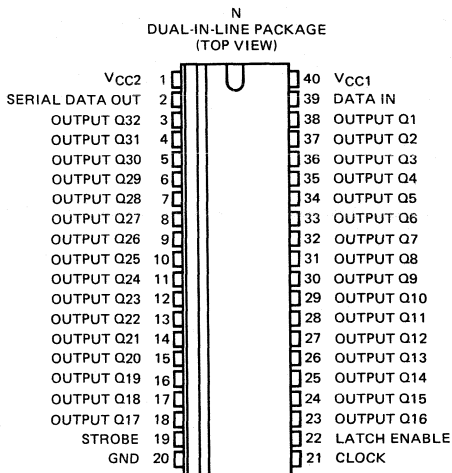 N
DUAL-IN-LINE PACKAGE
(TOP VIEW)
VCC2 1 40 VCC1
SERIAL DATA OUT 2 39 DATA IN
OUTPUT Q32 3 38 OUTPUT Q1
OUTPUT Q31 4 37 OUTPUT Q2
OUTPUT Q30 5 36 OUTPUT Q3
OUTPUT Q29 6 35 OUTPUT Q4
OUTPUT Q28 7 34 OUTPUT Q5
OUTPUT Q27 8 33 OUTPUT Q6
OUTPUT Q26 9 32 OUTPUT Q7
OUTPUT Q25 10 31 OUTPUT Q8
OUTPUT Q24 11 30 OUTPUT Q9
OUTPUT Q23 12 29 OUTPUT Q10
OUTPUT Q22 13 28 OUTPUT Q11
OUTPUT Q21 14 27 OUTPUT Q12
OUTPUT Q20 15 26 OUTPUT Q13
OUTPUT Q19 16 25 OUTPUT Q14
OUTPUT Q18 17 24 OUTPUT Q15
OUTPUT Q17 18 23 OUTPUT Q16
STROBE 19 22 LATCH ENABLE
GND 20 21 CLOCK